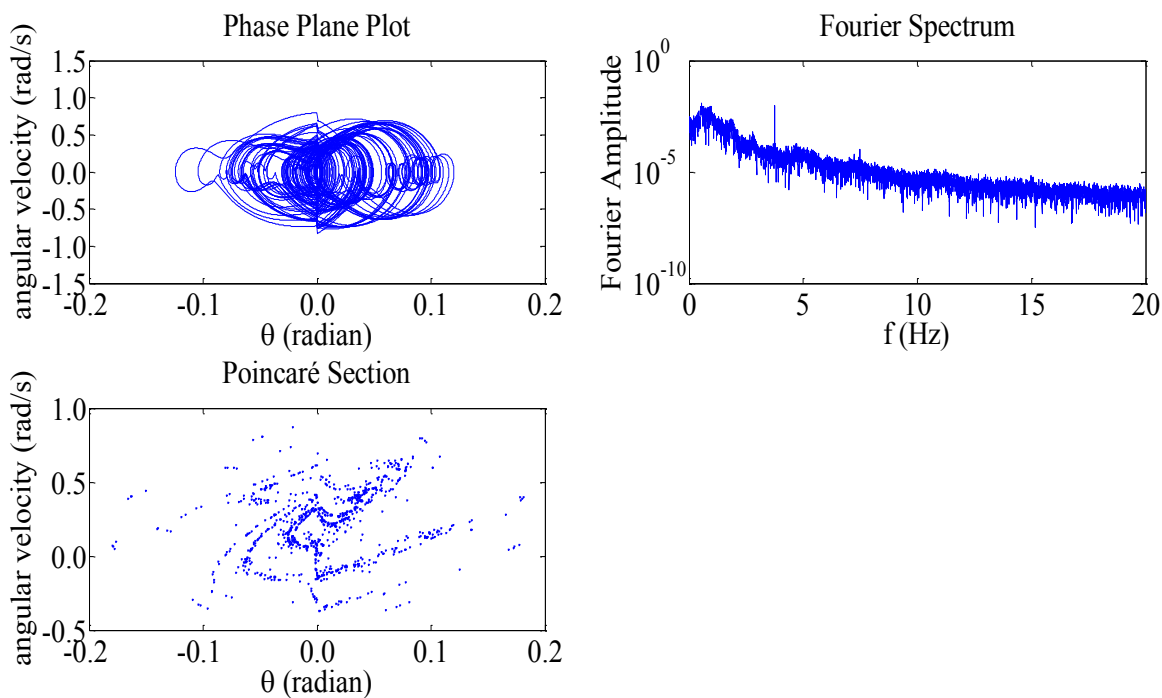 Phase Plane Plot
angular velocity (rad/s)
1.5
1.0
0.5
0.0
-0.5
-1.0
-1.5
-0.2 -0.1 0.0 0.1 0.2
θ (radian)
Fourier Spectrum
Fourier Amplitude
10^0
10^-5
10^-10
0 5 10 15 20
f (Hz)
Poincaré Section
angular velocity (rad/s)
1.0
0.5
0.0
-0.5
-0.2 -0.1 0.0 0.1 0.2
θ (radian)